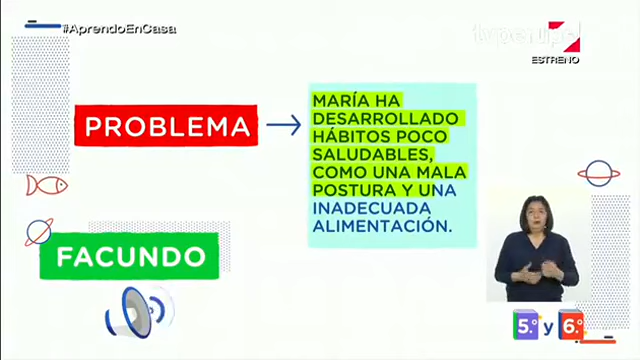 #AprendoEnCasa
tvperú
ESTRENO
PROBLEMA
MARÍA HA
DESARROLLADO
HÁBITOS POCO
SALUDABLES,
COMO UNA MALA
POSTURA Y UNA
INADECUADA
ALIMENTACIÓN.
FACUNDO
5.º y 6.º